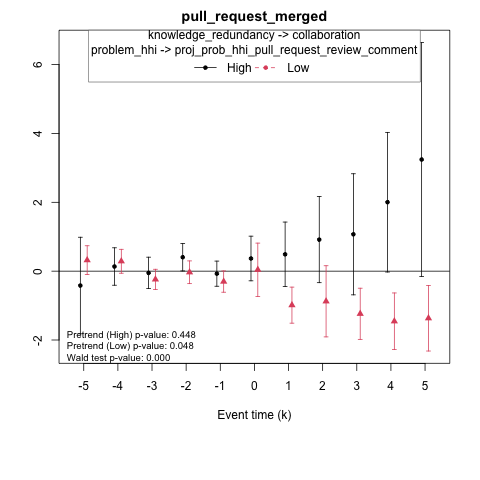 pull_request_merged
knowledge_redundancy -> collaboration
problem_hhi -> proj_prob_hhi_pull_request_review_comment
High Low
6
4
2
0
-2
Pretrend (High) p-value: 0.448
Pretrend (Low) p-value: 0.048
Wald test p-value: 0.000
-5 -4 -3 -2 -1 0 1 2 3 4 5
Event time (k)